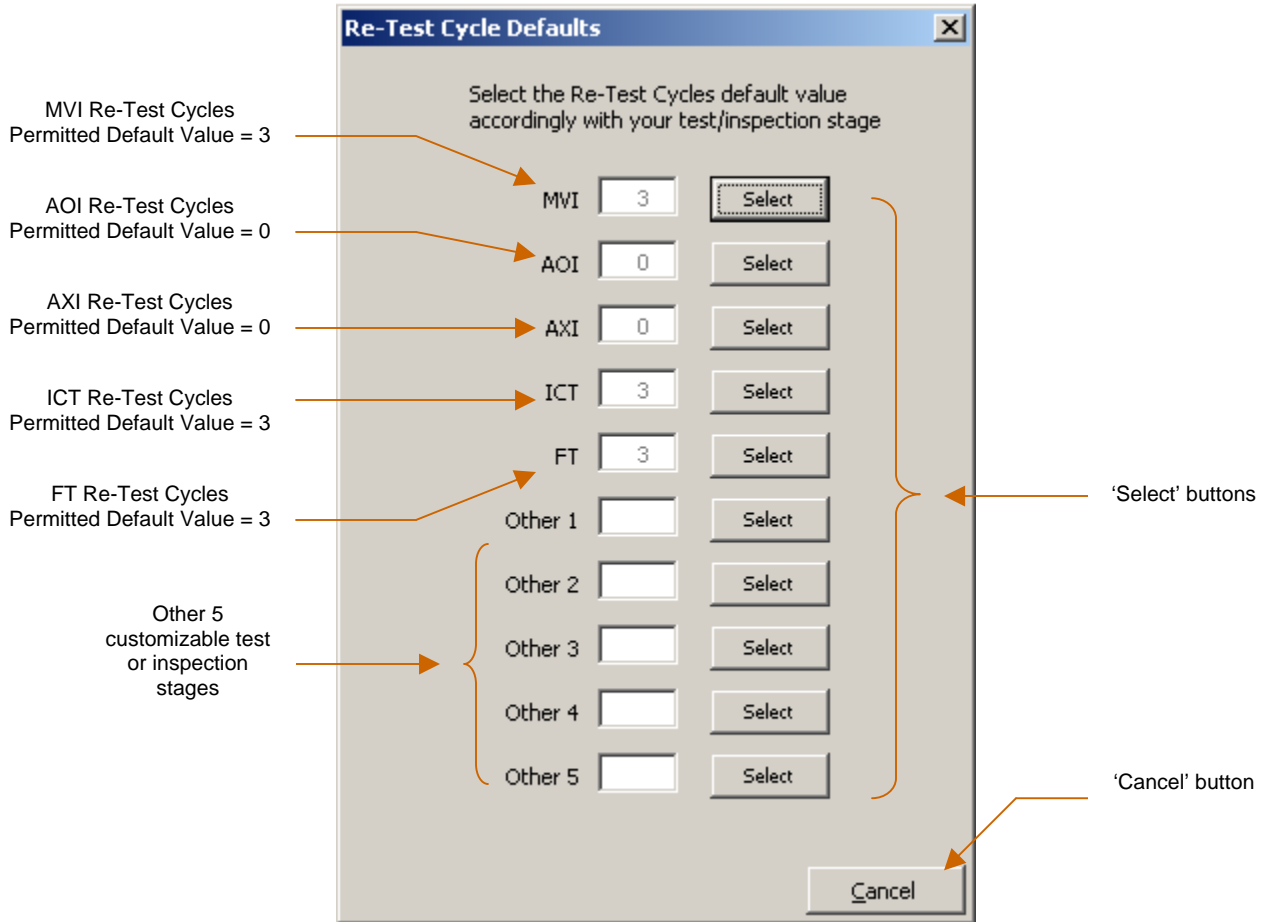 Re-Test Cycle Defaults
Select the Re-Test Cycles default value
accordingly with your test/inspection stage
MVI Re-Test Cycles
Permitted Default Value = 3
MVI 3 Select
AOI Re-Test Cycles
Permitted Default Value = 0
AOI 0 Select
AXI Re-Test Cycles
Permitted Default Value = 0
AXI 0 Select
ICT Re-Test Cycles
Permitted Default Value = 3
ICT 3 Select
FT Re-Test Cycles
Permitted Default Value = 3
FT 3 Select
Other 1 Select
Other 2 Select
Other 3 Select
Other 4 Select
Other 5 Select
Other 5
customizable test
or inspection
stages
‘Select’ buttons
‘Cancel’ button
Cancel